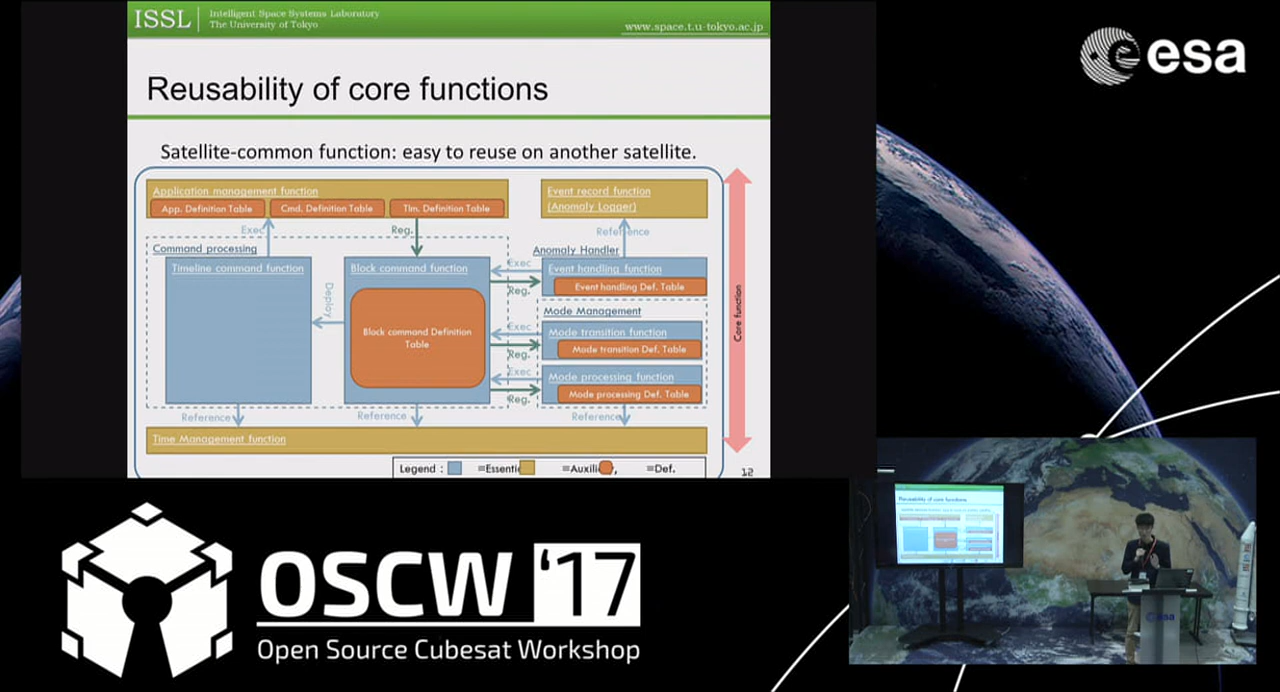 ISSL
Intelligent Space Systems Laboratory
The University of Tokyo
www.space.t.u-tokyo.ac.jp
esa
Reusability of core functions
Satellite-common function: easy to reuse on another satellite.
Application management function
App. Definition Table
Cmd. Definition Table
Tlm. Definition Table
Event record function
(Anomaly Logger)
Exec
Reg.
Reference
Command processing
Anomaly Handler
Timeline command function
Block command function
Exec
Event handling function
Reg.
Event handling Def. Table
Deploy
Block command Definition
Table
Mode Management
Exec
Mode transition function
Reg.
Mode transition Def. Table
Exec
Mode processing function
Reg.
Mode processing Def. Table
Reference
Reference
Reference
Time Management function
Core function
Legend :
=Essenti
=Auxili
,
=Def.
12
Reusability of core functions
esa
OSCW '17
Open Source Cubesat Workshop